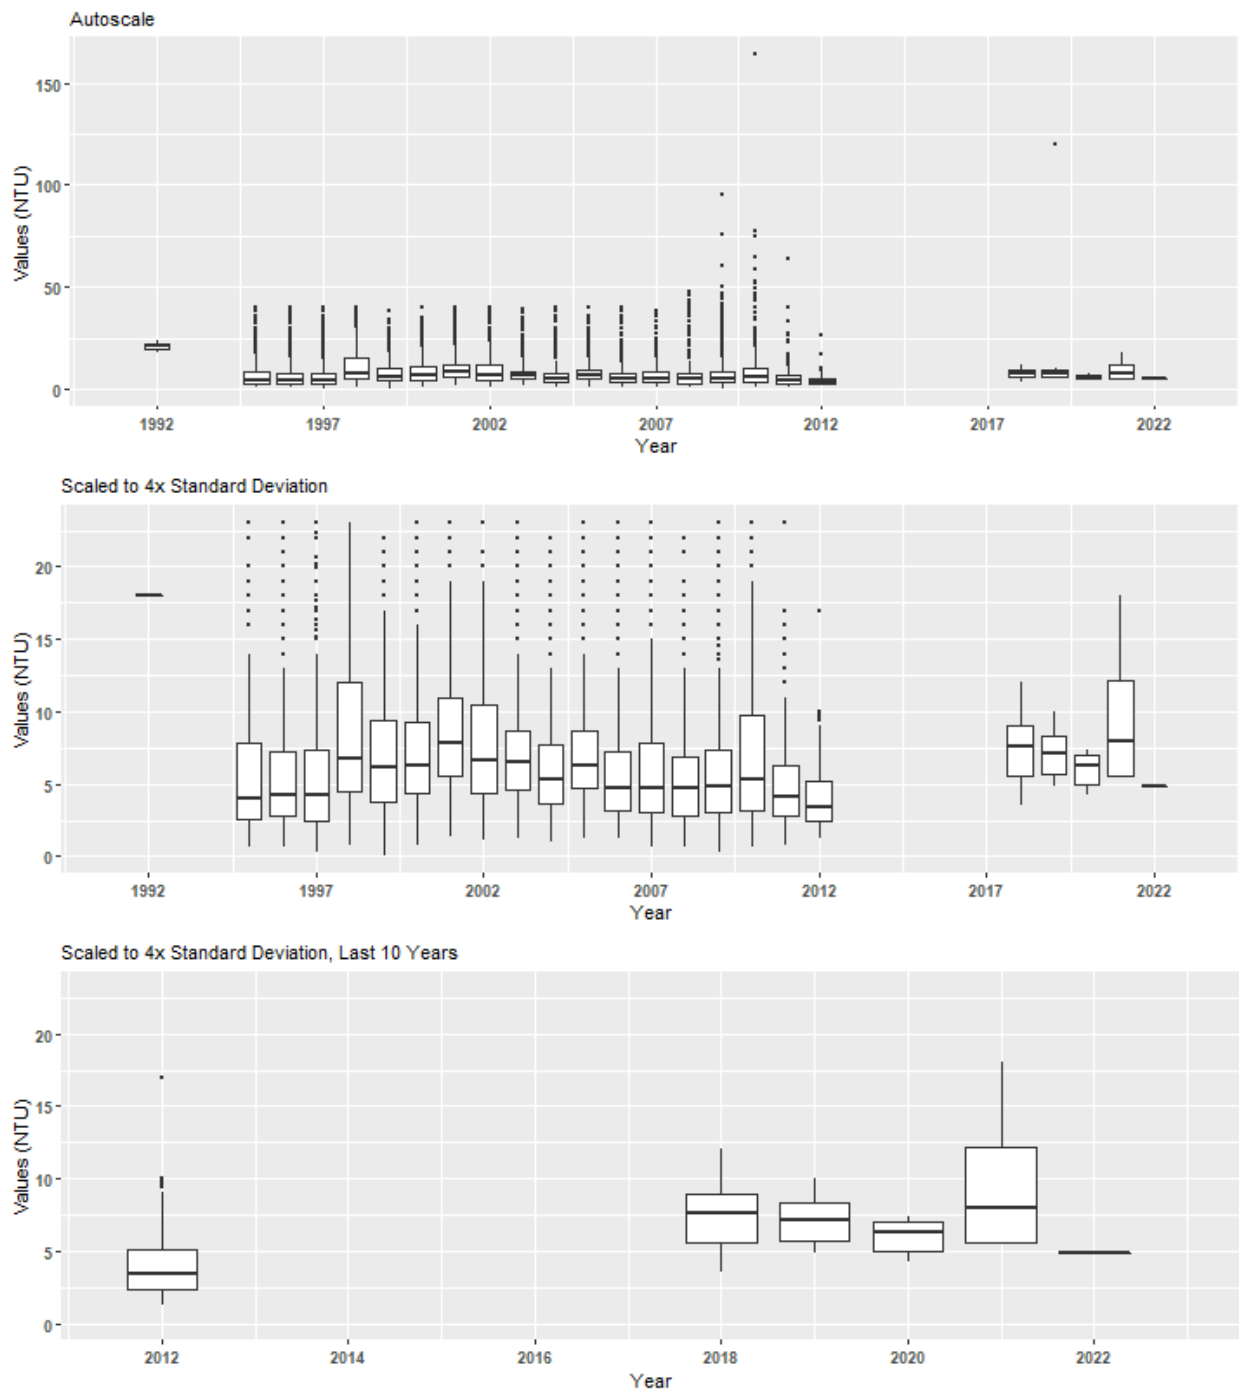 Autoscale
Values (NTU)
150
100
50
0
1992 1997 2002 2007 2012 2017 2022
Year
Scaled to 4x Standard Deviation
Values (NTU)
20
15
10
5
0
1992 1997 2002 2007 2012 2017 2022
Year
Scaled to 4x Standard Deviation, Last 10 Years
Values (NTU)
20
15
10
5
0
2012 2014 2016 2018 2020 2022
Year